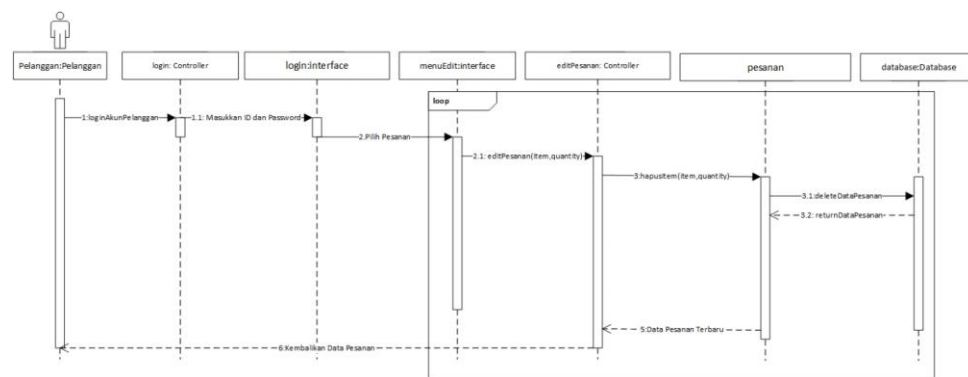 Pelanggan:Pelanggan
login: Controller
login:interface
menuEdit:interface
editPesanan: Controller
pesanan
database:Database
loop
1:loginAkunPelanggan
1.1: Masukkan ID dan Password
2.Pilih Pesanan
2.1: editPesanan(item,quantity)
3:hapusItem(item,quantity)
3.1:deleteDataPesanan
3.2: returnDataPesanan
5:Data Pesanan Terbaru
6:Kembalikan Data Pesanan